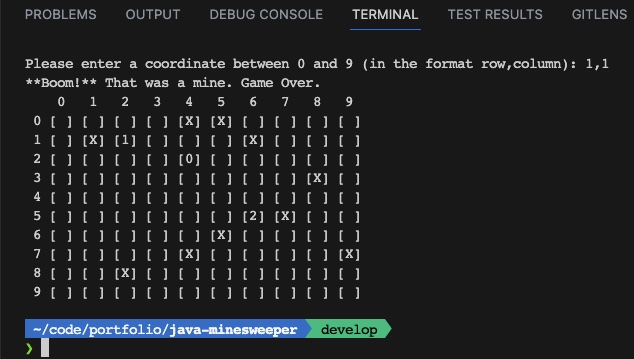 PROBLEMS OUTPUT DEBUG CONSOLE TERMINAL TEST RESULTS GITLENS
Please enter a coordinate between 0 and 9 (in the format row,column): 1,1
**Boom!** That was a mine. Game Over.
0 1 2 3 4 5 6 7 8 9
0 [ ] [ ] [ ] [ ] [X] [X] [ ] [ ] [ ] [ ]
1 [ ] [X] [1] [ ] [ ] [ ] [X] [ ] [ ] [ ]
2 [ ] [ ] [ ] [ ] [0] [ ] [ ] [ ] [ ] [ ]
3 [ ] [ ] [ ] [ ] [ ] [ ] [ ] [ ] [X] [ ]
4 [ ] [ ] [ ] [ ] [ ] [ ] [ ] [ ] [ ] [ ]
5 [ ] [ ] [ ] [ ] [ ] [ ] [2] [X] [ ] [ ]
6 [ ] [ ] [ ] [ ] [ ] [X] [ ] [ ] [ ] [ ]
7 [ ] [ ] [ ] [ ] [X] [ ] [ ] [ ] [ ] [X]
8 [ ] [ ] [X] [ ] [ ] [ ] [ ] [ ] [ ] [ ]
9 [ ] [ ] [ ] [ ] [ ] [ ] [ ] [ ] [ ] [ ]
~/code/portfolio/java-minesweeper develop
❯